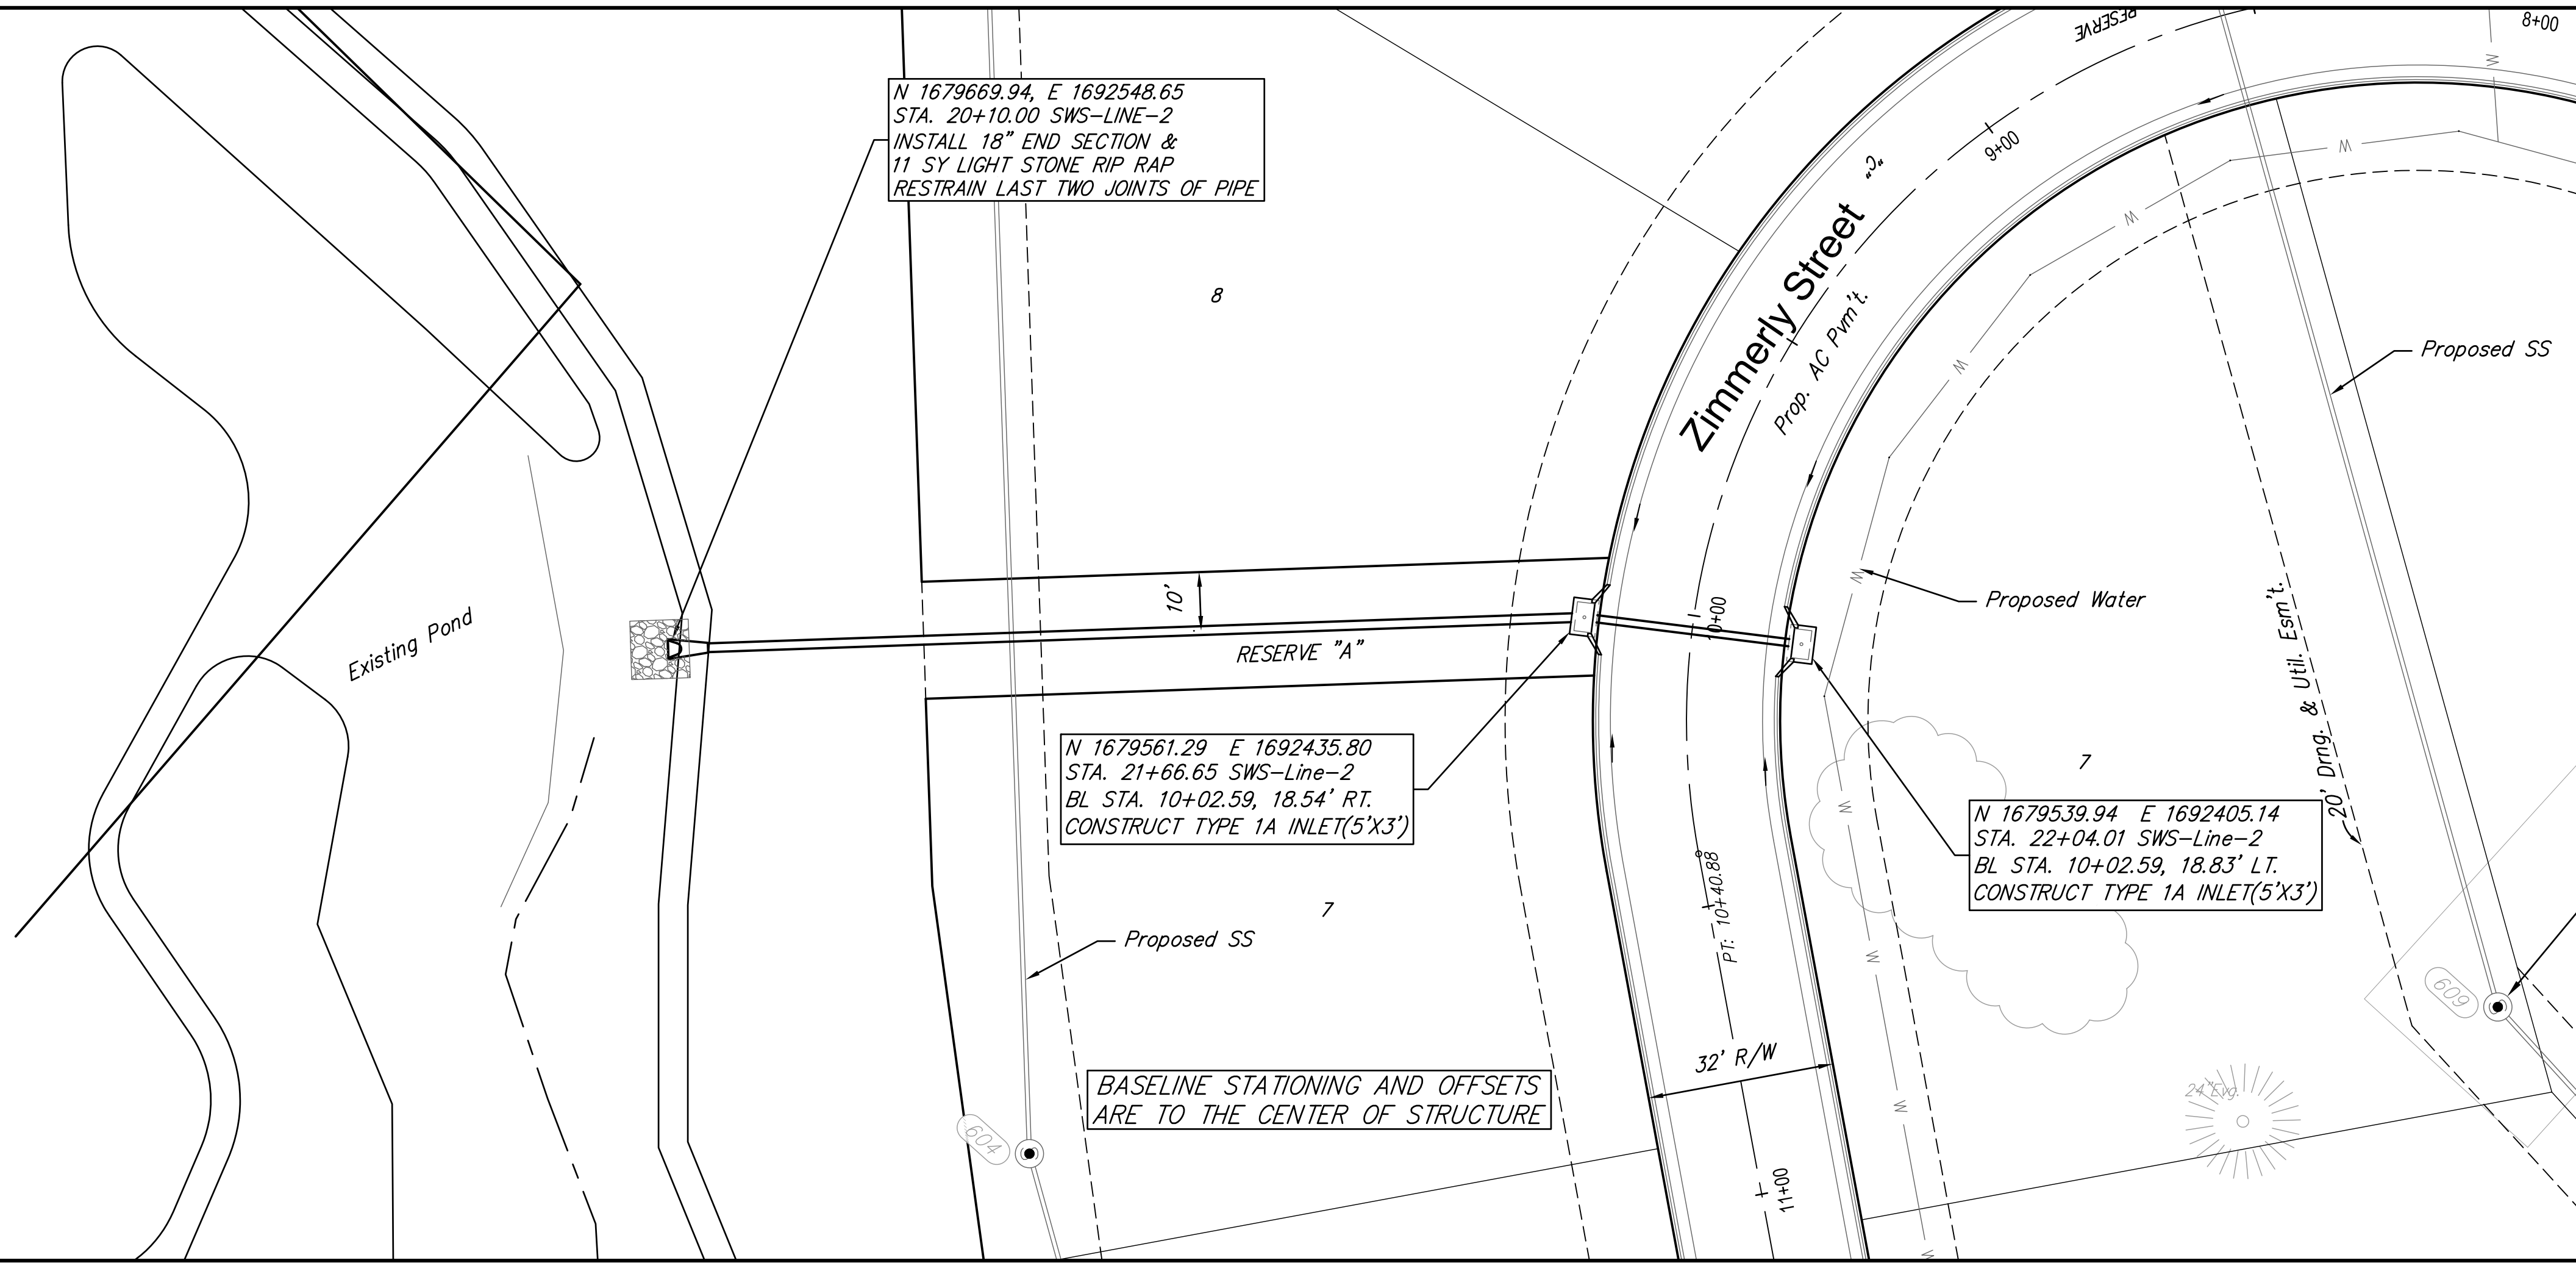 RESERVE
8+00
N 1679669.94, E 1692548.65
STA. 20+10.00 SWS-LINE-2
INSTALL 18" END SECTION &
11 SY LIGHT STONE RIP RAP
RESTRAIN LAST TWO JOINTS OF PIPE
W
W
W
W
W
W
W
W
W
W
W
"C"
9+00
Zimmerly Street
Prop. AC Pvm't.
8
Proposed SS
10'
10+00
Proposed Water
Existing Pond
RESERVE "A"
20' Drng. & Util. Esm't.
N 1679561.29 E 1692435.80
STA. 21+66.65 SWS-Line-2
BL STA. 10+02.59, 18.54' RT.
CONSTRUCT TYPE 1A INLET(5'X3')
7
N 1679539.94 E 1692405.14
STA. 22+04.01 SWS-Line-2
BL STA. 10+02.59, 18.83' LT.
CONSTRUCT TYPE 1A INLET(5'X3')
7
PT: 10+40.88
Proposed SS
609
32' R/W
BASELINE STATIONING AND OFFSETS
ARE TO THE CENTER OF STRUCTURE
24"Evg.
604
11+00